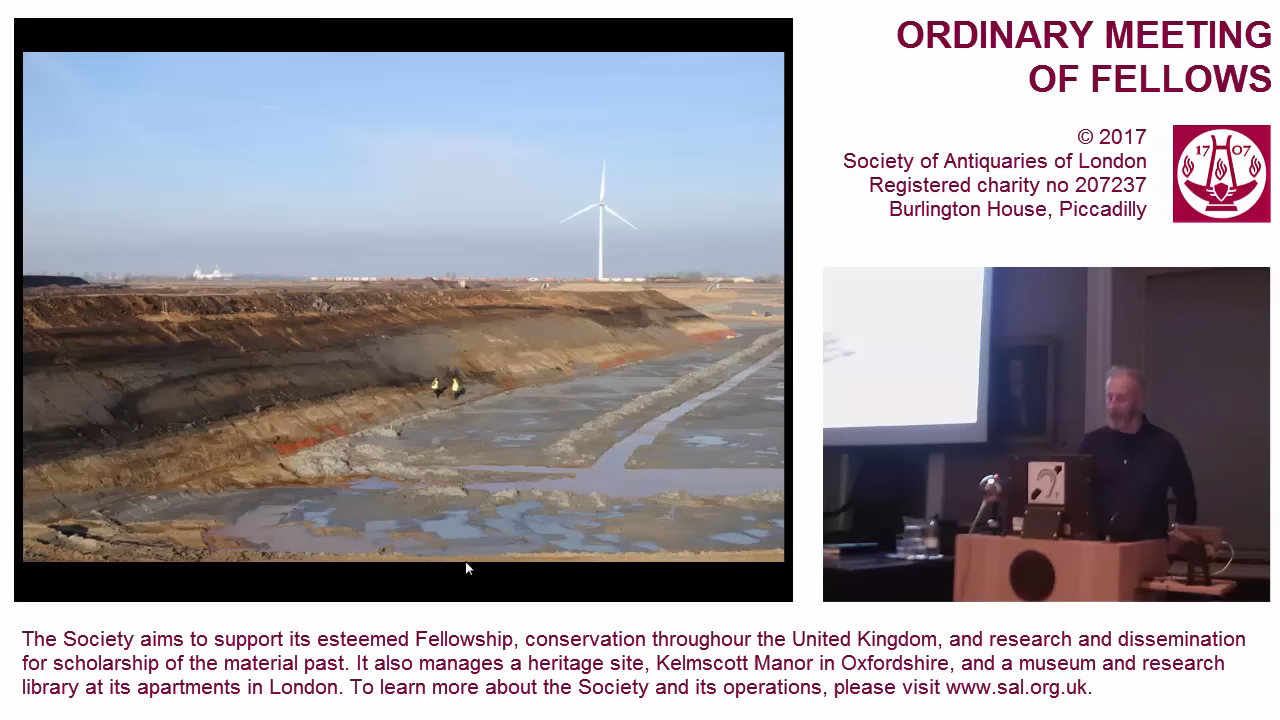 ORDINARY MEETING
OF FELLOWS
© 2017
Society of Antiquaries of London
Registered charity no 207237
Burlington House, Piccadilly
17 07
The Society aims to support its esteemed Fellowship, conservation throughour the United Kingdom, and research and dissemination
for scholarship of the material past. It also manages a heritage site, Kelmscott Manor in Oxfordshire, and a museum and research
library at its apartments in London. To learn more about the Society and its operations, please visit www.sal.org.uk.